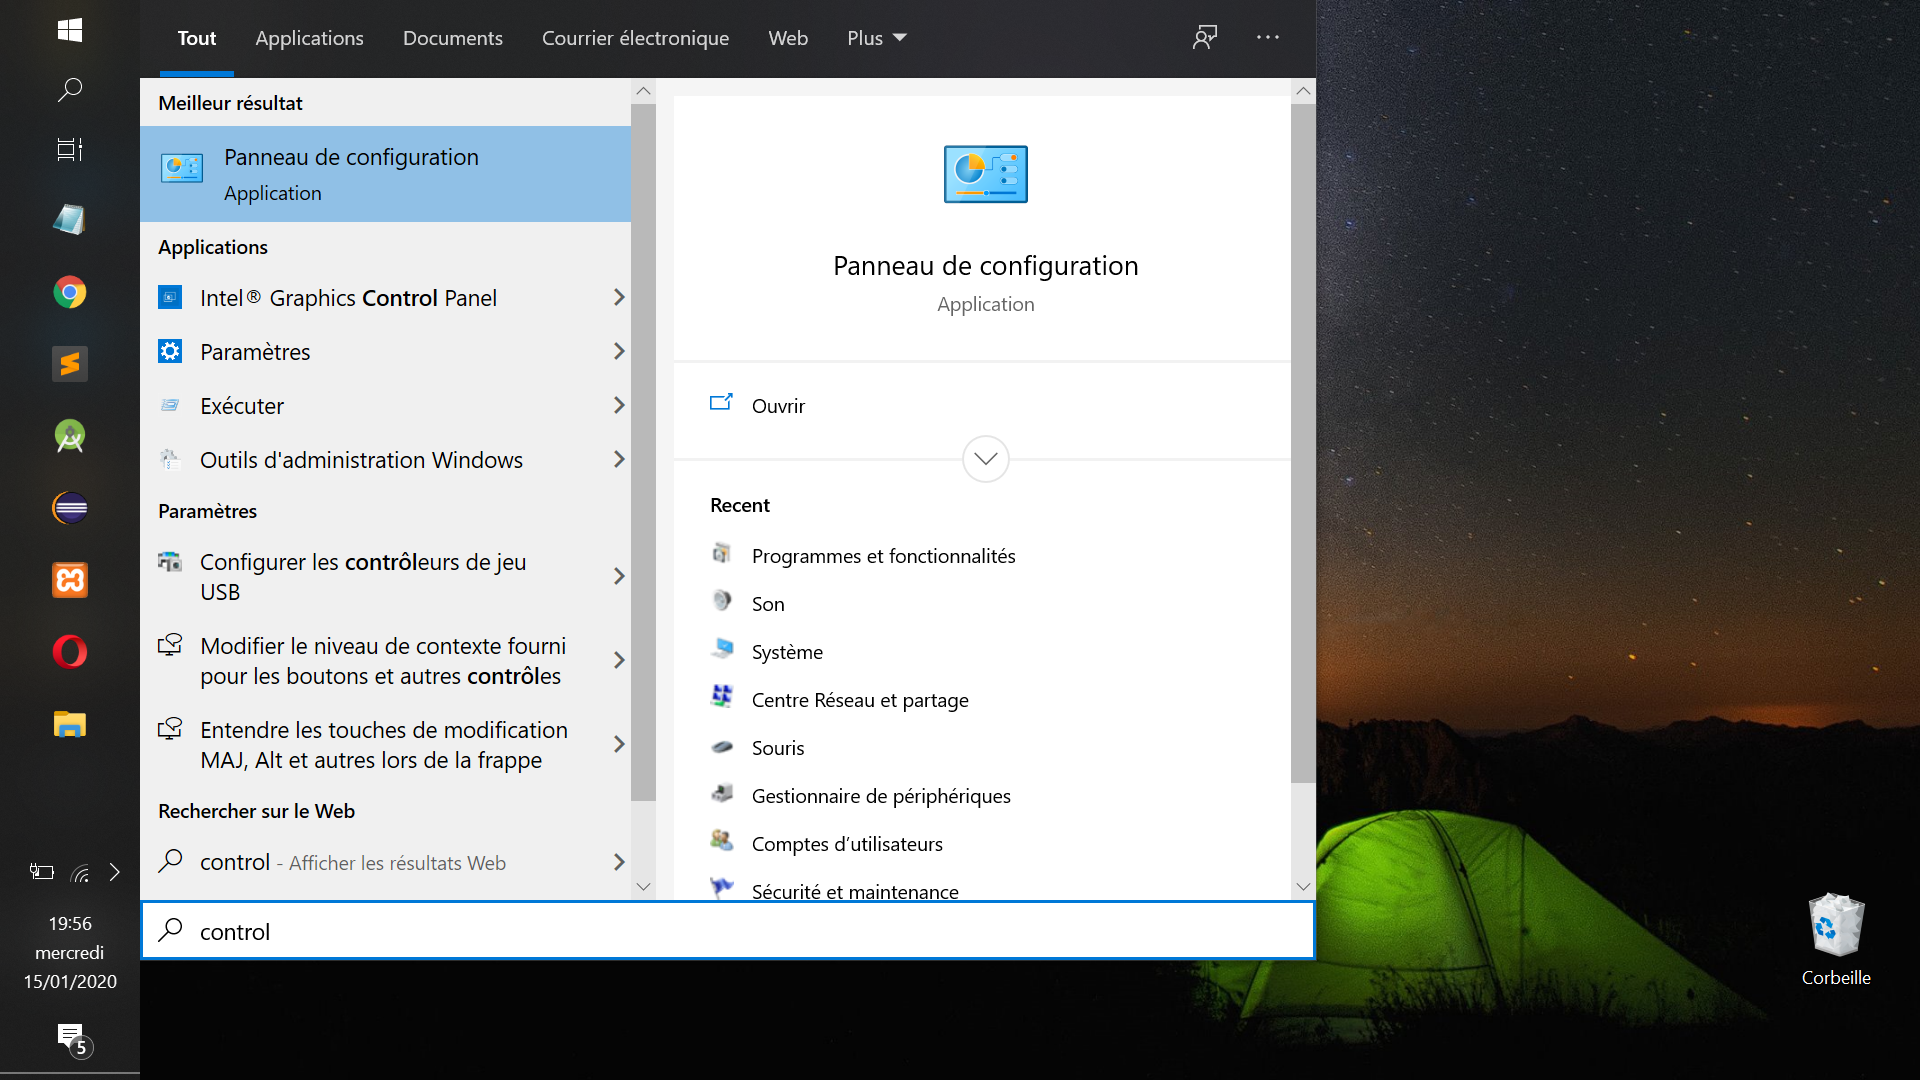 Tout Applications Documents Courrier électronique Web Plus
Meilleur résultat
Panneau de configuration
Application
Applications
Intel® Graphics Control Panel
Paramètres
Exécuter
Outils d'administration Windows
Paramètres
Configurer les contrôleurs de jeu
USB
Modifier le niveau de contexte fourni
pour les boutons et autres contrôles
Entendre les touches de modification
MAJ, Alt et autres lors de la frappe
Rechercher sur le Web
control - Afficher les résultats Web
Panneau de configuration
Application
Ouvrir
Recent
Programmes et fonctionnalités
Son
Système
Centre Réseau et partage
Souris
Gestionnaire de périphériques
Comptes d’utilisateurs
Sécurité et maintenance
control
19:56
mercredi
15/01/2020
5
Corbeille